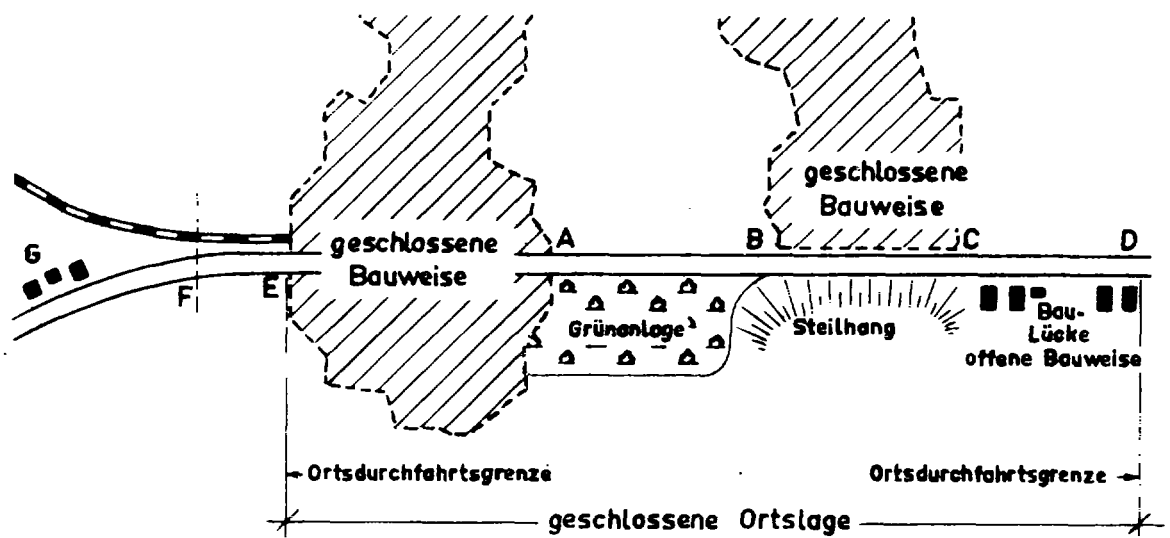 geschlossene
Bauweise
G
F
E
geschlossene
Bauweise
A
B
C
D
Grünanlage
Steilhang
Bau-
Lücke
offene Bauweise
Ortsdurchfahrtsgrenze
Ortsdurchfahrtsgrenze
geschlossene Ortslage